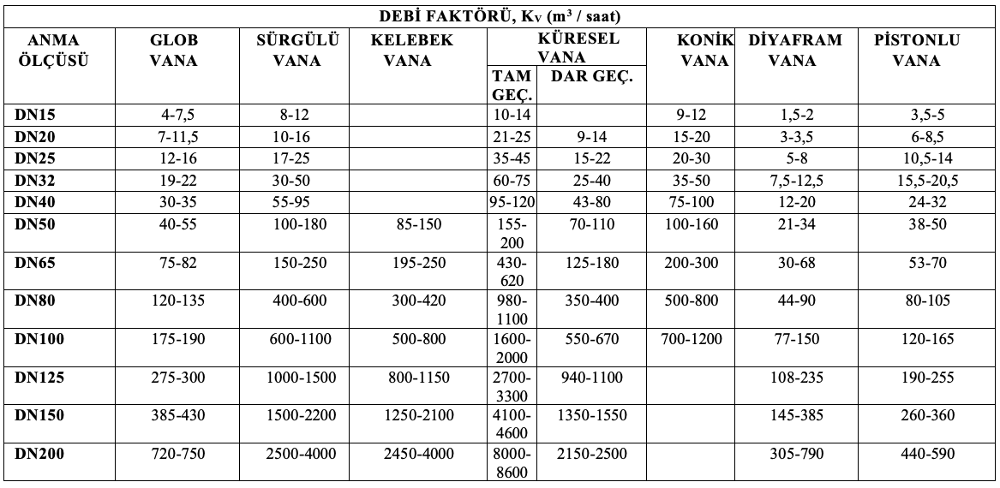 DEBİ FAKTÖRÜ, KV (m³ / saat)
ANMA ÖLÇÜSÜ GLOB VANA SÜRGÜLÜ VANA KELEBEK VANA KÜRESEL VANA KONİK VANA DİYAFRAM VANA PİSTONLU VANA
TAM GEÇ. DAR GEÇ.
DN15 4-7,5 8-12 10-14 9-12 1,5-2 3,5-5
DN20 7-11,5 10-16 21-25 9-14 15-20 3-3,5 6-8,5
DN25 12-16 17-25 35-45 15-22 20-30 5-8 10,5-14
DN32 19-22 30-50 60-75 25-40 35-50 7,5-12,5 15,5-20,5
DN40 30-35 55-95 95-120 43-80 75-100 12-20 24-32
DN50 40-55 100-180 85-150 155-200 70-110 100-160 21-34 38-50
DN65 75-82 150-250 195-250 430-620 125-180 200-300 30-68 53-70
DN80 120-135 400-600 300-420 980-1100 350-400 500-800 44-90 80-105
DN100 175-190 600-1100 500-800 1600-2000 550-670 700-1200 77-150 120-165
DN125 275-300 1000-1500 800-1150 2700-3300 940-1100 108-235 190-255
DN150 385-430 1500-2200 1250-2100 4100-4600 1350-1550 145-385 260-360
DN200 720-750 2500-4000 2450-4000 8000-8600 2150-2500 305-790 440-590